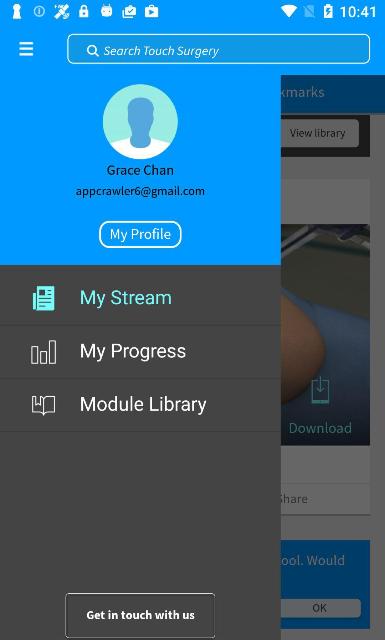 10:41
Search Touch Surgery
kmarks
View library
Grace Chan
appcrawler6@gmail.com
My Profile
My Stream
My Progress
Module Library
Download
Share
ool. Would
OK
Get in touch with us